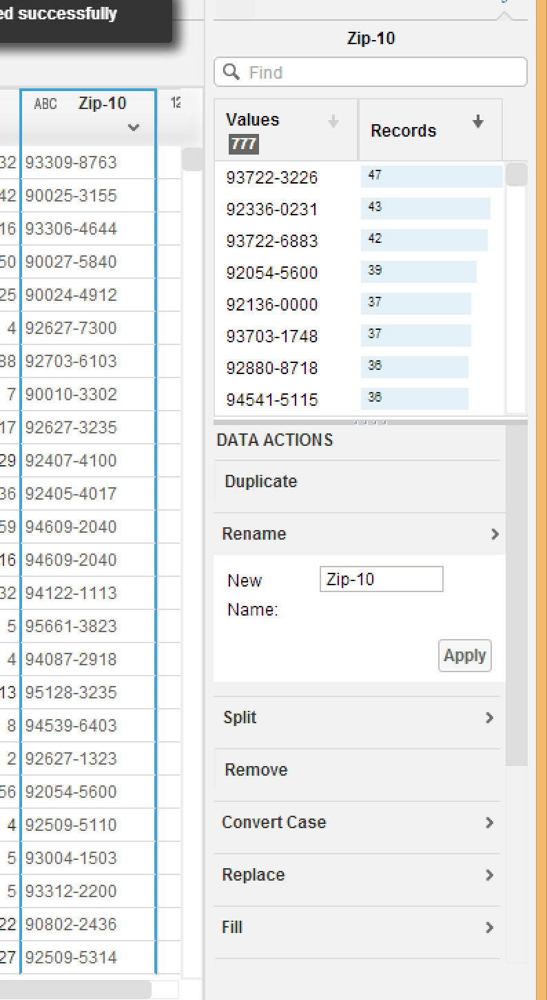 ed successfully
ABC Zip-10
12
32 93309-8763
42 90025-3155
16 93306-4644
50 90027-5840
25 90024-4912
4 92627-7300
38 92703-6103
7 90010-3302
17 92627-3235
29 92407-4100
36 92405-4017
59 94609-2040
16 94609-2040
32 94122-1113
5 95661-3823
4 94087-2918
13 95128-3235
8 94539-6403
2 92627-1323
56 92054-5600
4 92509-5110
5 93004-1503
5 93312-2200
22 90802-2436
27 92509-5314
Zip-10
Find
Values
777
Records
93722-3226 47
92336-0231 43
93722-6883 42
92054-5600 39
92136-0000 37
93703-1748 37
92880-8718 36
94541-5115 36
DATA ACTIONS
Duplicate
Rename
New Zip-10
Name:
Apply
Split
Remove
Convert Case
Replace
Fill